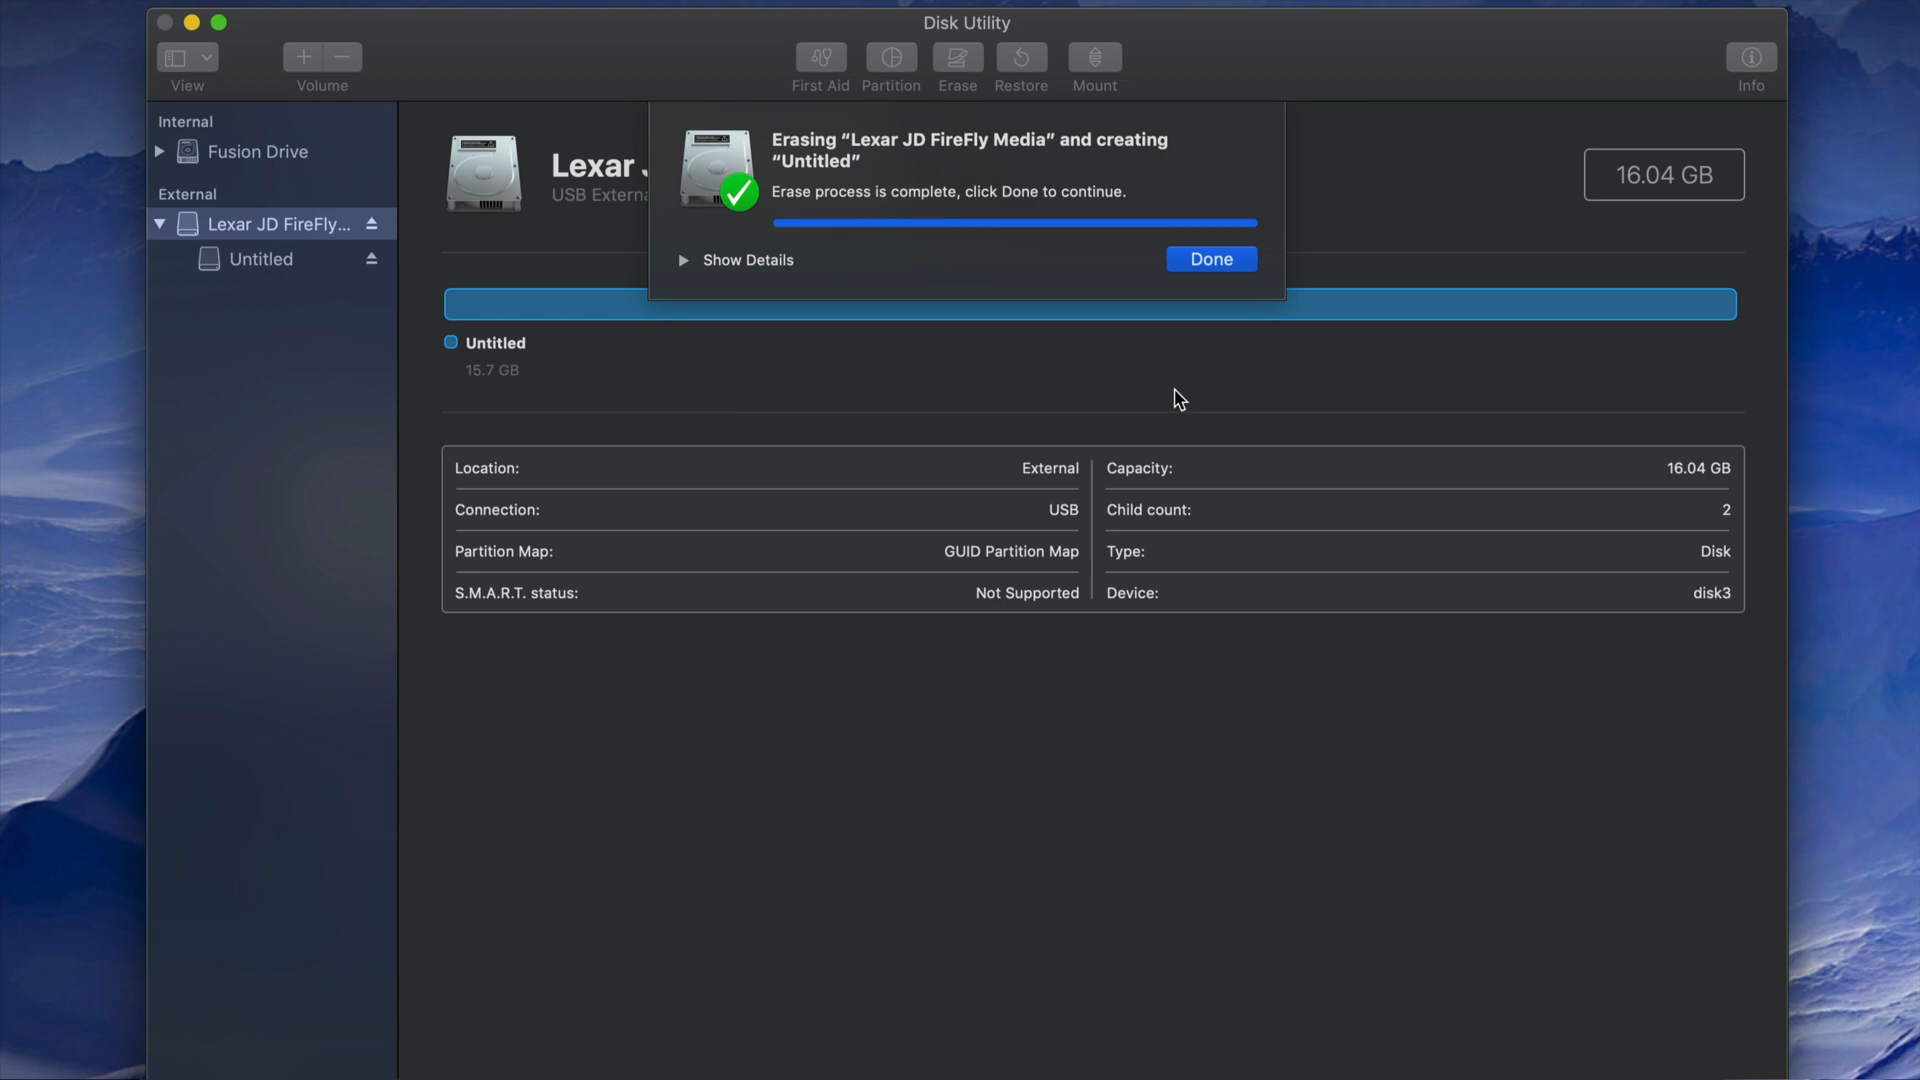 Disk Utility
View
Volume
First Aid
Partition
Erase
Restore
Mount
Info
Internal
Fusion Drive
External
Lexar JD FireFly...
Untitled
Lexar
USB Externa
16.04 GB
Erasing “Lexar JD FireFly Media” and creating
“Untitled”
Erase process is complete, click Done to continue.
Show Details
Done
Untitled
15.7 GB
Location: External
Capacity: 16.04 GB
Connection: USB
Child count: 2
Partition Map: GUID Partition Map
Type: Disk
S.M.A.R.T. status: Not Supported
Device: disk3